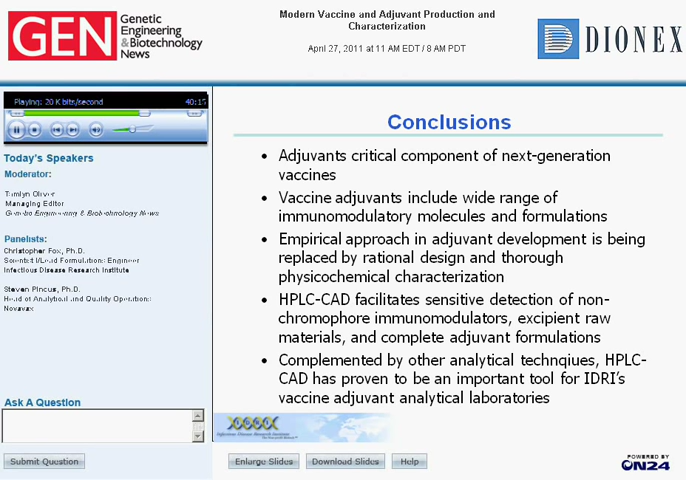 GEN
Genetic
Engineering
& Biotechnology
News
Modern Vaccine and Adjuvant Production and
Characterization
April 27, 2011 at 11 AM EDT / 8 AM PDT
DIONEX
Playing: 20 K bits/second
Today's Speakers
Moderator:
Tamlyn Oliver
Managing Editor
Genetic Engineering & Biotechnology News
Panelists:
Christopher Fox, Ph.D.
Scientist I/Lead Formulations Engineer
Infectious Disease Research Institute
Steven Pincus, Ph.D.
Head of Analytical and Quality Operations
Novavax
Ask A Question
Submit Question
Conclusions
• Adjuvants critical component of next-generation
vaccines
• Vaccine adjuvants include wide range of
immunomodulatory molecules and formulations
• Empirical approach in adjuvant development is being
replaced by rational design and thorough
physicochemical characterization
• HPLC-CAD facilitates sensitive detection of non-
chromophore immunomodulators, excipient raw
materials, and complete adjuvant formulations
• Complemented by other analytical technqiues, HPLC-
CAD has proven to be an important tool for IDRI's
vaccine adjuvant analytical laboratories
Infectious Disease Research Institute
Enlarge Slides
Download Slides
Help
POWERED BY
ON24